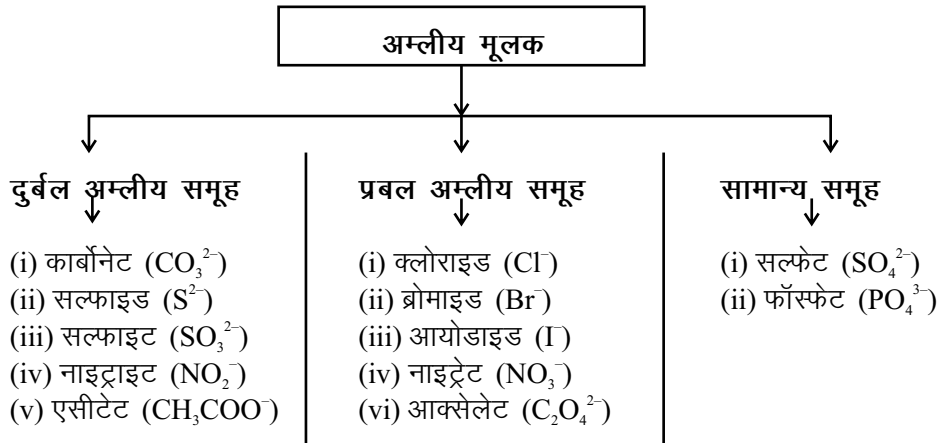 अम्लीय मूलक
दुर्बल अम्लीय समूह
(i) कार्बोनेट (CO₃²⁻)
(ii) सल्फाइड (S²⁻)
(iii) सल्फाइट (SO₃²⁻)
(iv) नाइट्राइट (NO₂⁻)
(v) एसीटेट (CH₃COO⁻)
प्रबल अम्लीय समूह
(i) क्लोराइड (Cl⁻)
(ii) ब्रोमाइड (Br⁻)
(iii) आयोडाइड (I⁻)
(iv) नाइट्रेट (NO₃⁻)
(vi) आक्सेलेट (C₂O₄²⁻)
सामान्य समूह
(i) सल्फेट (SO₄²⁻)
(ii) फॉस्फेट (PO₄³⁻)